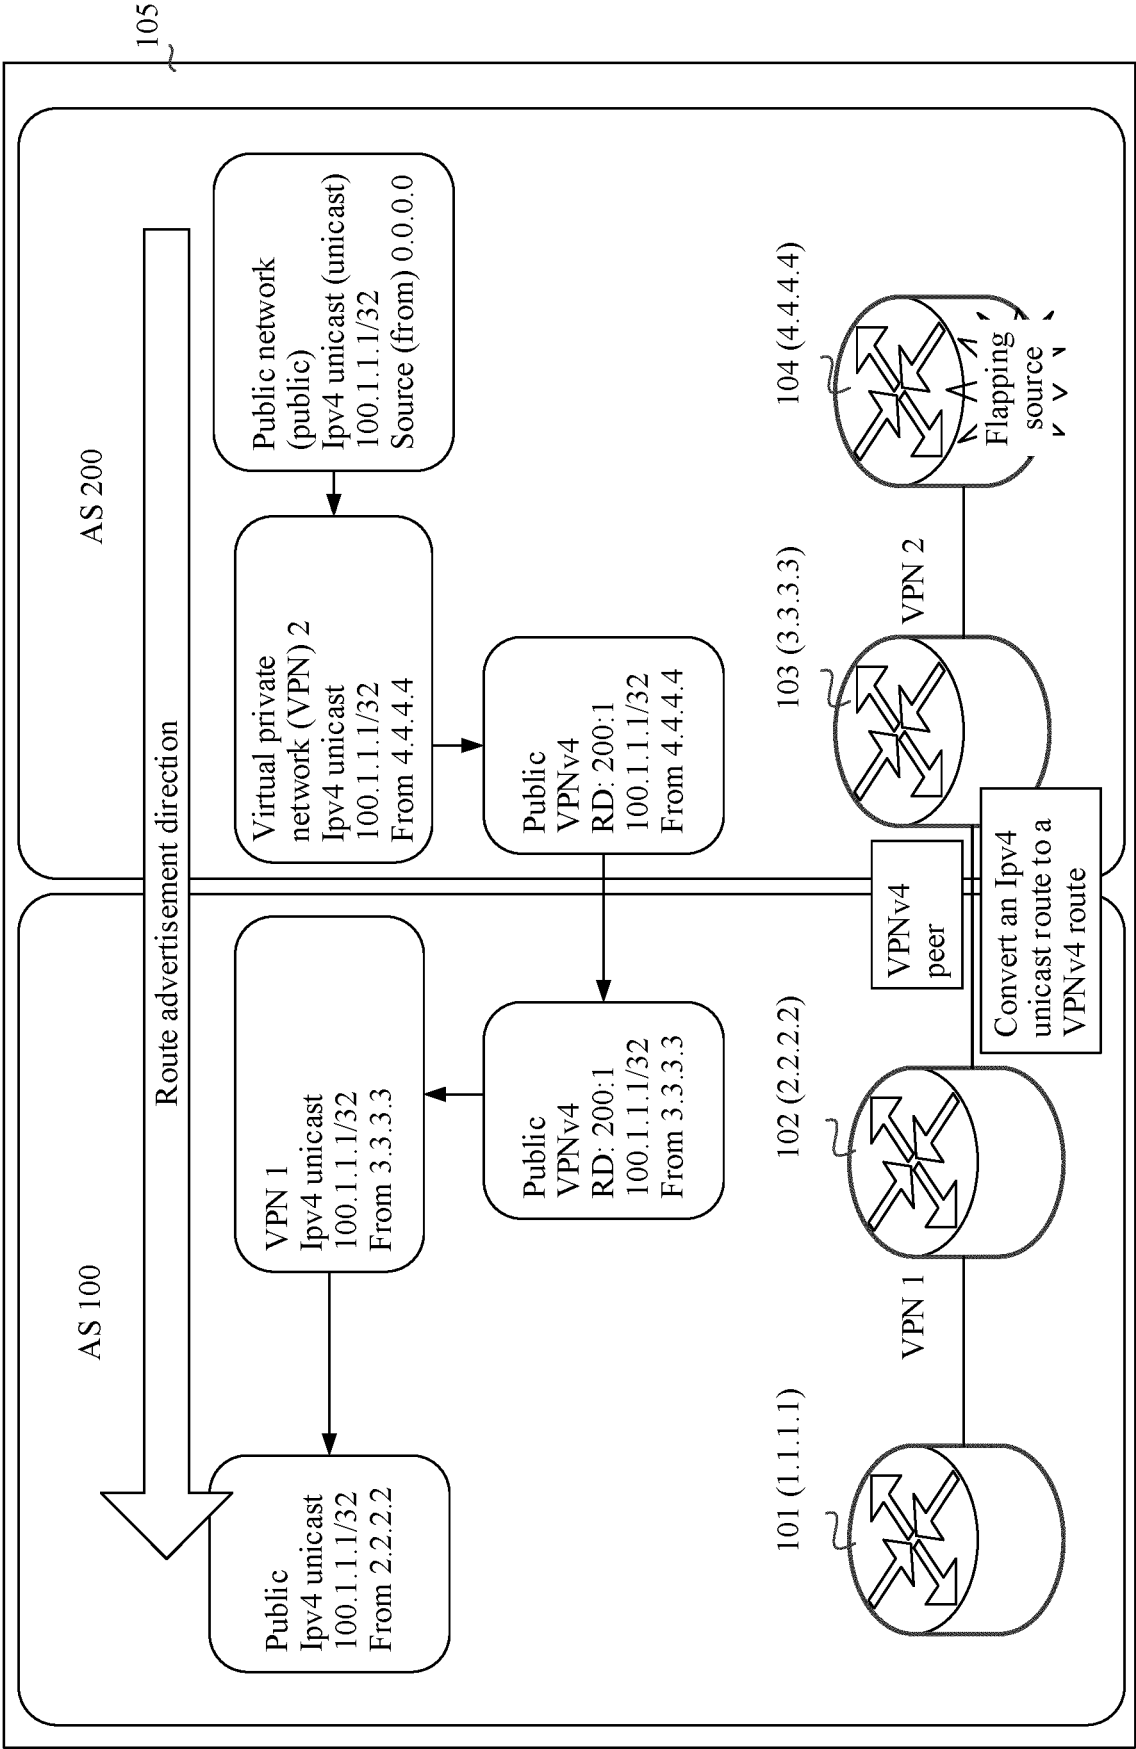 105
AS 100
AS 200
Route advertisement direction
Public
Ipv4 unicast
100.1.1.1/32
From 2.2.2.2
VPN 1
Ipv4 unicast
100.1.1.1/32
From 3.3.3.3
Virtual private
network (VPN) 2
Ipv4 unicast
100.1.1.1/32
From 4.4.4.4
Public network
(public)
Ipv4 unicast (unicast)
100.1.1.1/32
Source (from) 0.0.0.0
Public
VPNv4
RD: 200:1
100.1.1.1/32
From 3.3.3.3
Public
VPNv4
RD: 200:1
100.1.1.1/32
From 4.4.4.4
101 (1.1.1.1)
102 (2.2.2.2)
103 (3.3.3.3)
104 (4.4.4.4)
VPN 1
VPNv4
peer
VPN 2
Convert an Ipv4
unicast route to a
VPNv4 route
Flapping
source